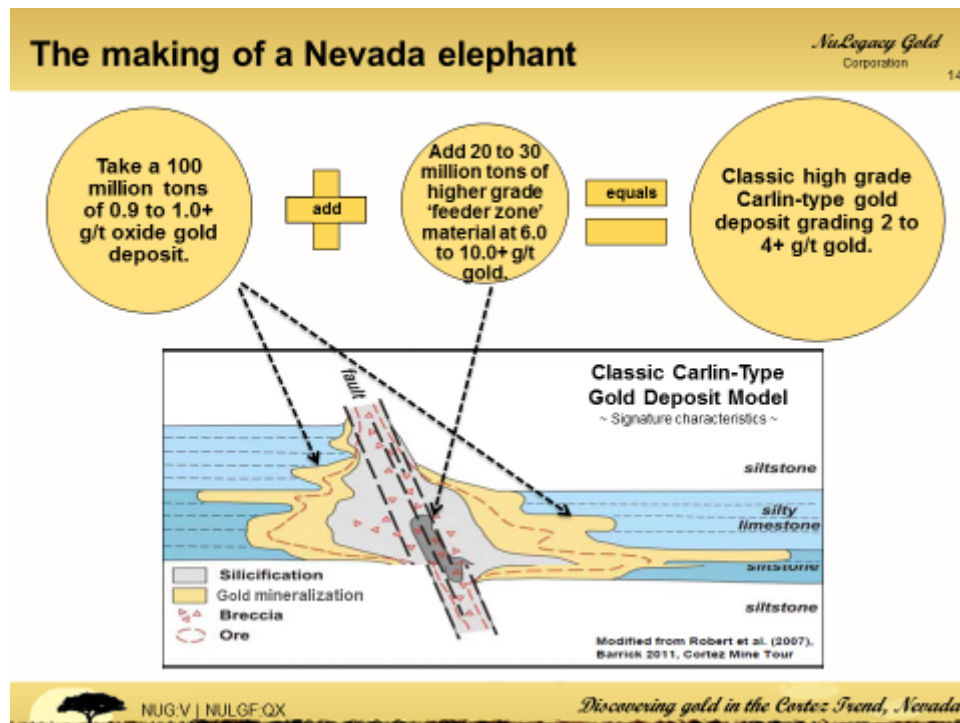 The making of a Nevada elephant
NuLegacy Gold
Corporation
14
Take a 100
million tons
of 0.9 to 1.0+
g/t oxide gold
deposit.
add
Add 20 to 30
million tons of
higher grade
‘feeder zone’
material at 6.0
to 10.0+ g/t
gold.
equals
Classic high grade
Carlin-type gold
deposit grading 2 to
4+ g/t gold.
fault
Classic Carlin-Type
Gold Deposit Model
~ Signature characteristics ~
siltstone
silty
limestone
siltstone
siltstone
Silicification
Gold mineralization
Breccia
Ore
Modified from Robert et al. (2007),
Barrick 2011, Cortez Mine Tour
NUG:V | NULGF:QX
Discovering gold in the Cortez Trend, Nevada